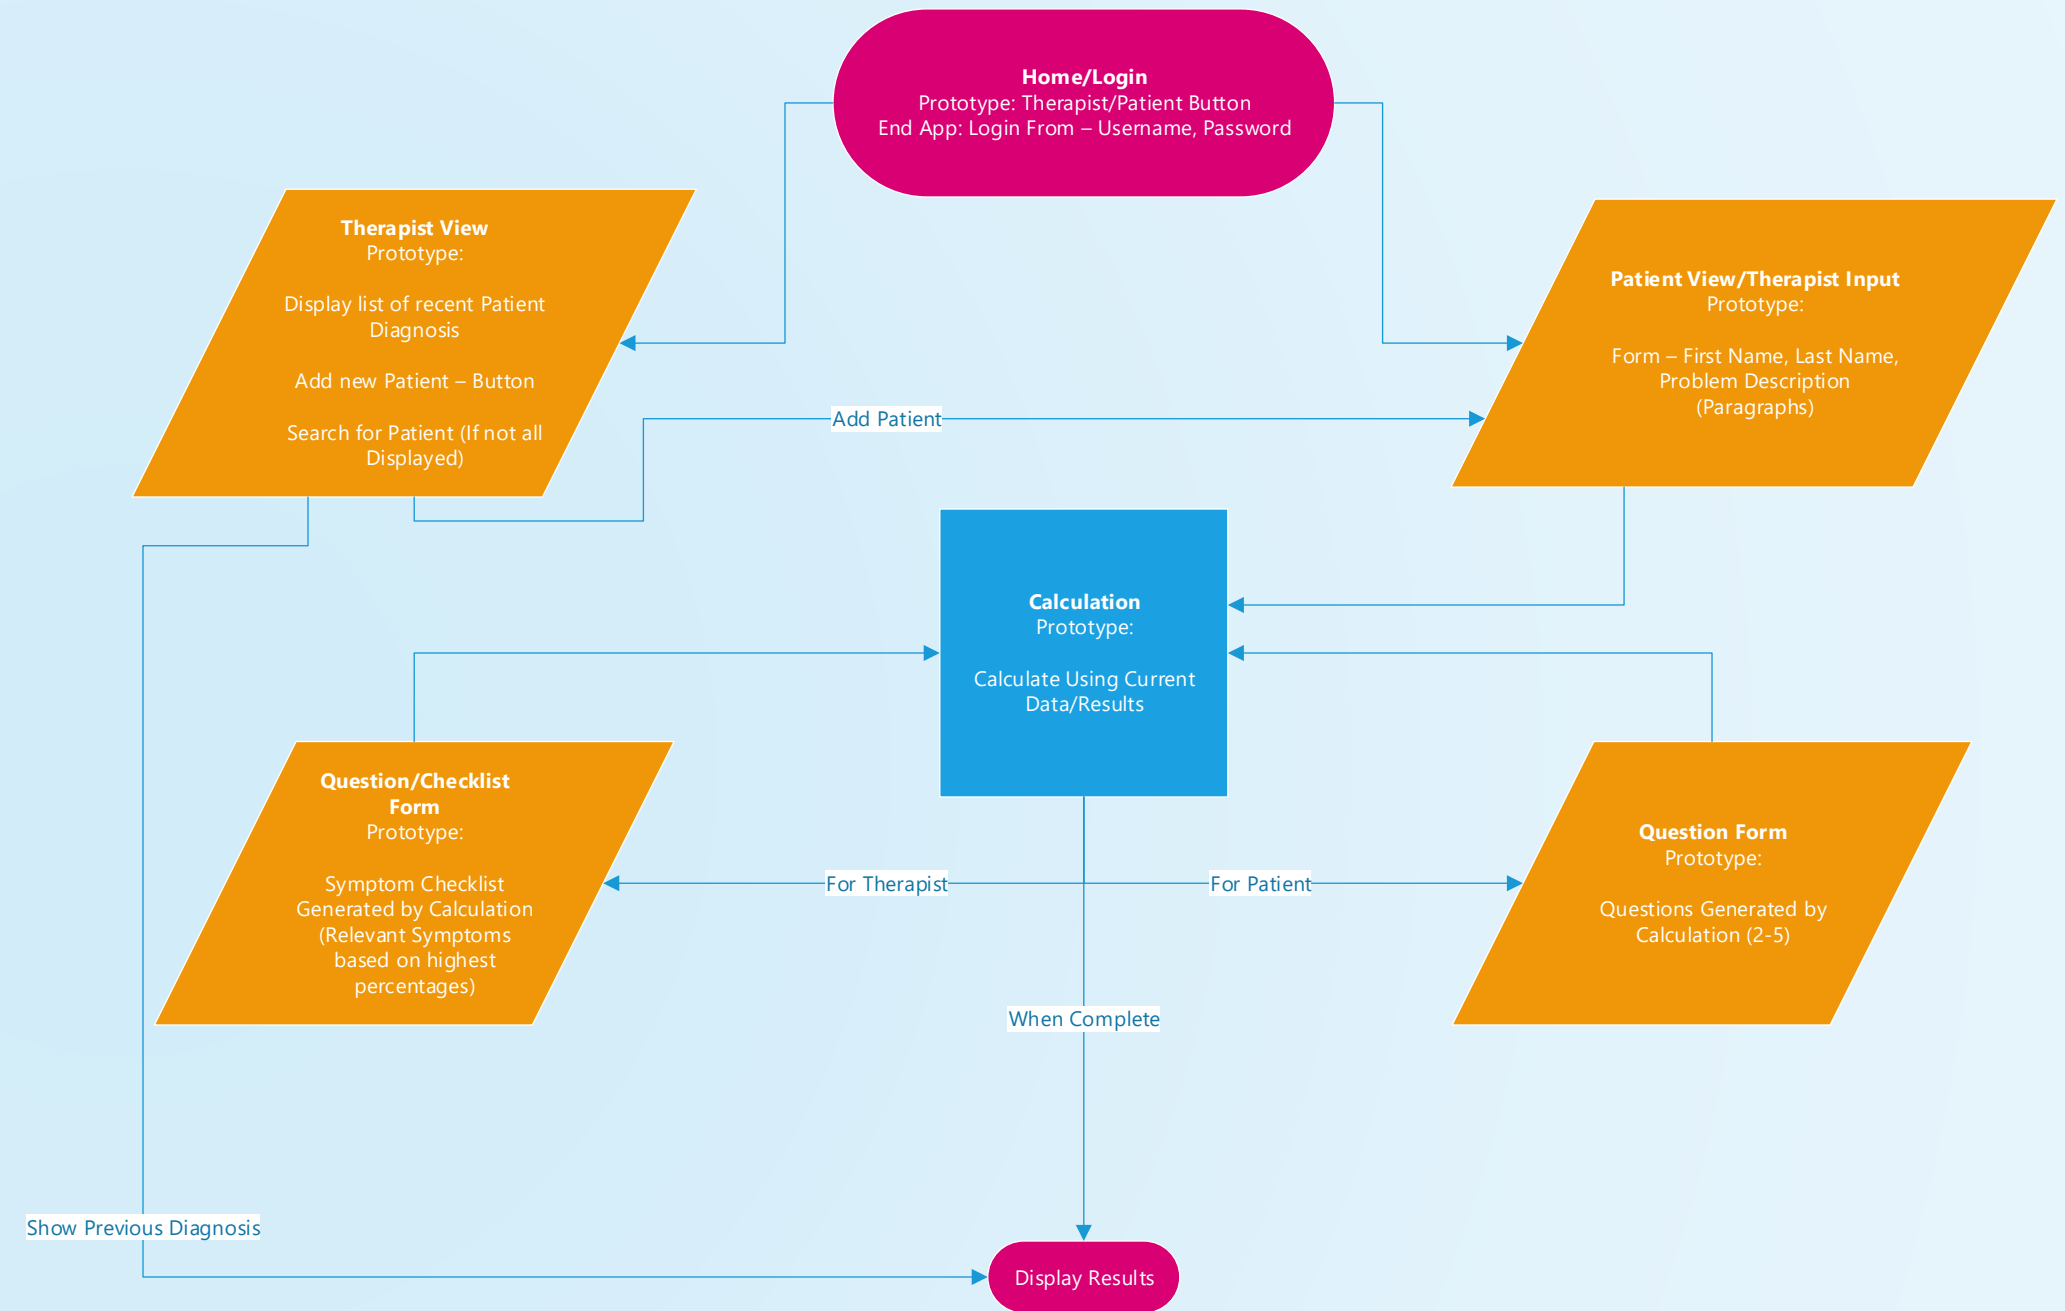 Home/Login
Prototype: Therapist/Patient Button
End App: Login From – Username, Password
Therapist View
Prototype:
Display list of recent Patient
Diagnosis
Add new Patient – Button
Search for Patient (If not all
Displayed)
Patient View/Therapist Input
Prototype:
Form – First Name, Last Name,
Problem Description
(Paragraphs)
Add Patient
Calculation
Prototype:
Calculate Using Current
Data/Results
Question/Checklist
Form
Prototype:
Symptom Checklist
Generated by Calculation
(Relevant Symptoms
based on highest
percentages)
For Therapist
For Patient
Question Form
Prototype:
Questions Generated by
Calculation (2-5)
When Complete
Show Previous Diagnosis
Display Results